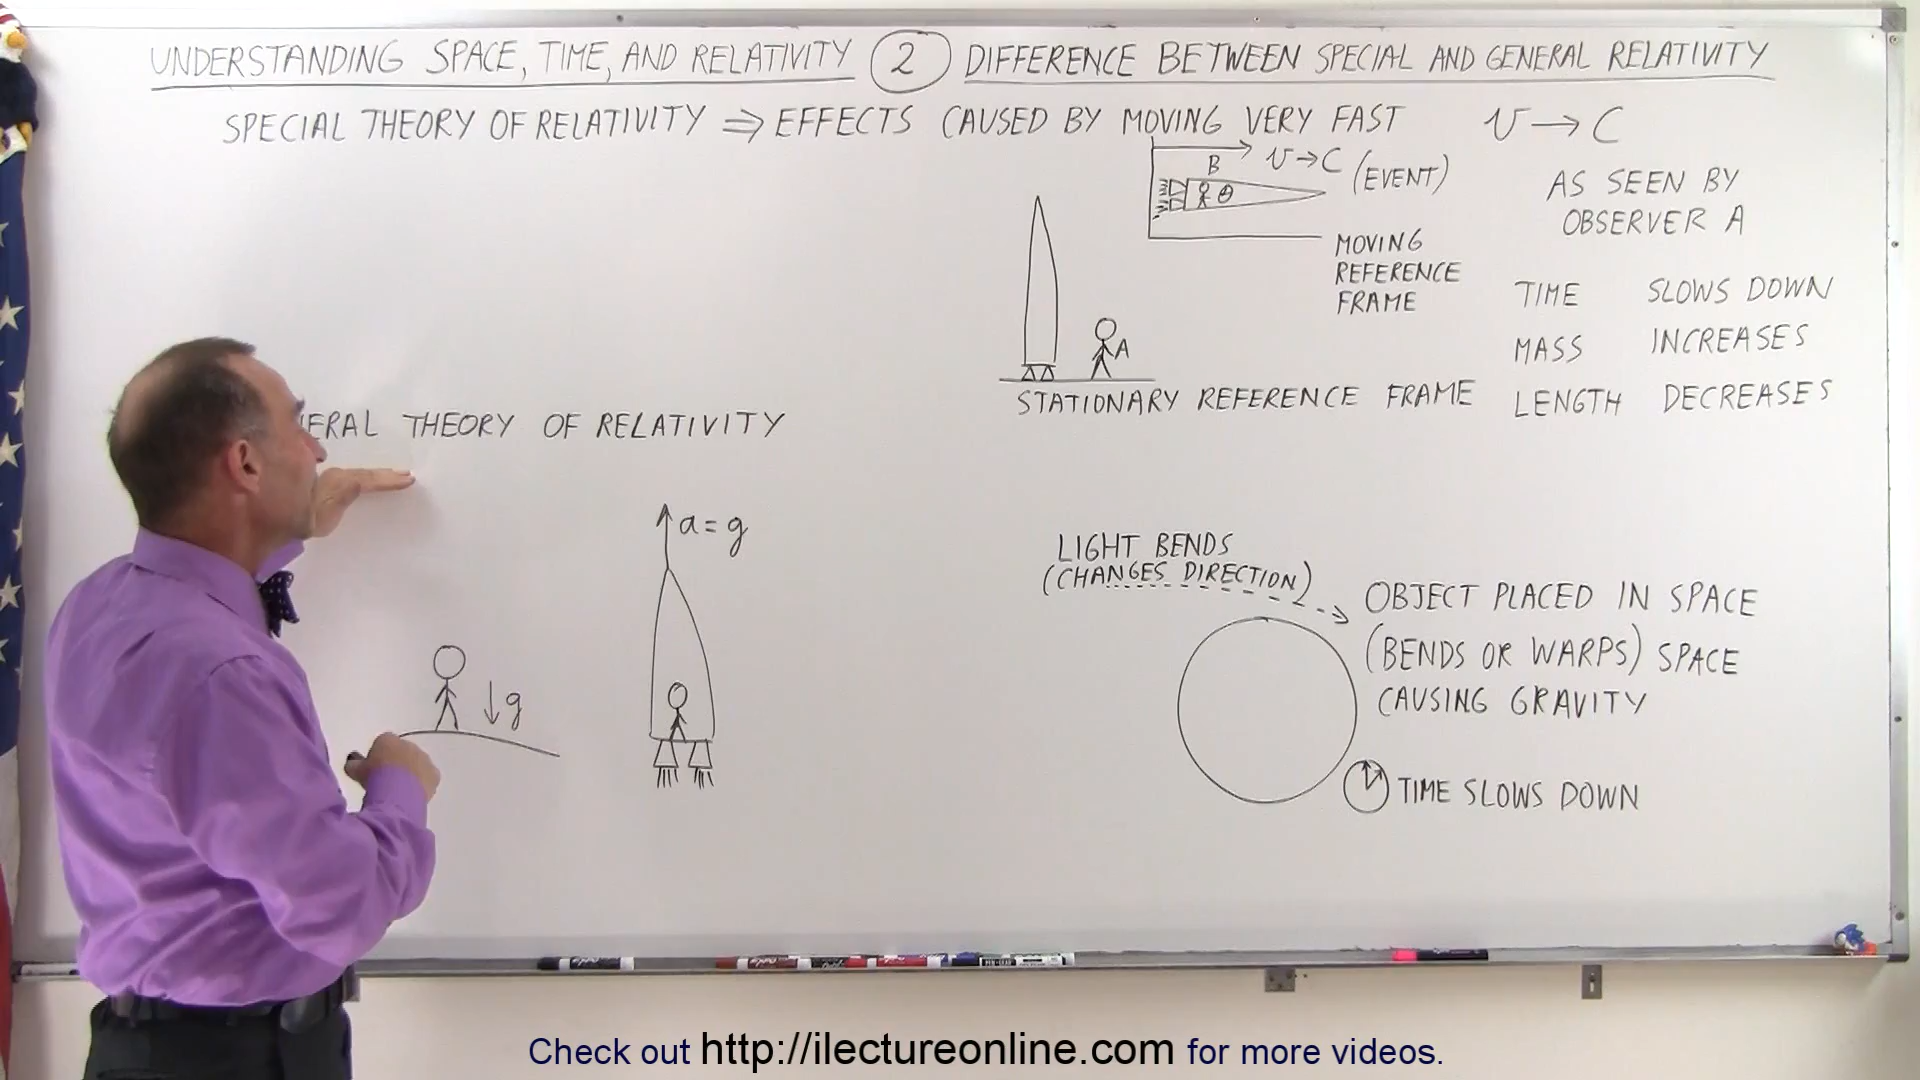 UNDERSTANDING SPACE, TIME, AND RELATIVITY 2 DIFFERENCE BETWEEN SPECIAL AND GENERAL RELATIVITY
SPECIAL THEORY OF RELATIVITY ⇒ EFFECTS CAUSED BY MOVING VERY FAST v → C
B v → C (EVENT)
MOVING
REFERENCE
FRAME
A
STATIONARY REFERENCE FRAME
AS SEEN BY
OBSERVER A
TIME SLOWS DOWN
MASS INCREASES
LENGTH DECREASES
THEORY OF RELATIVITY
a = g
↓ g
LIGHT BENDS
(CHANGES DIRECTION)
OBJECT PLACED IN SPACE
(BENDS OR WARPS) SPACE
CAUSING GRAVITY
TIME SLOWS DOWN
Check out http://ilectureonline.com for more videos.